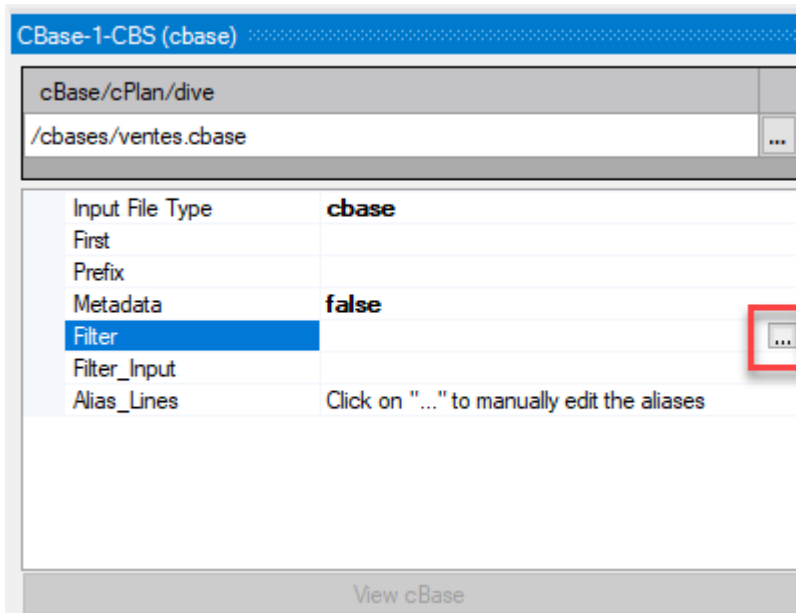 CBase-1-CBS (cbase)
cBase/cPlan/dive
/cbases/ventes.cbase ...
Input File Type cbase
First
Prefix
Metadata false
Filter ...
Filter_Input
Alias_Lines Click on "..." to manually edit the aliases
View cBase